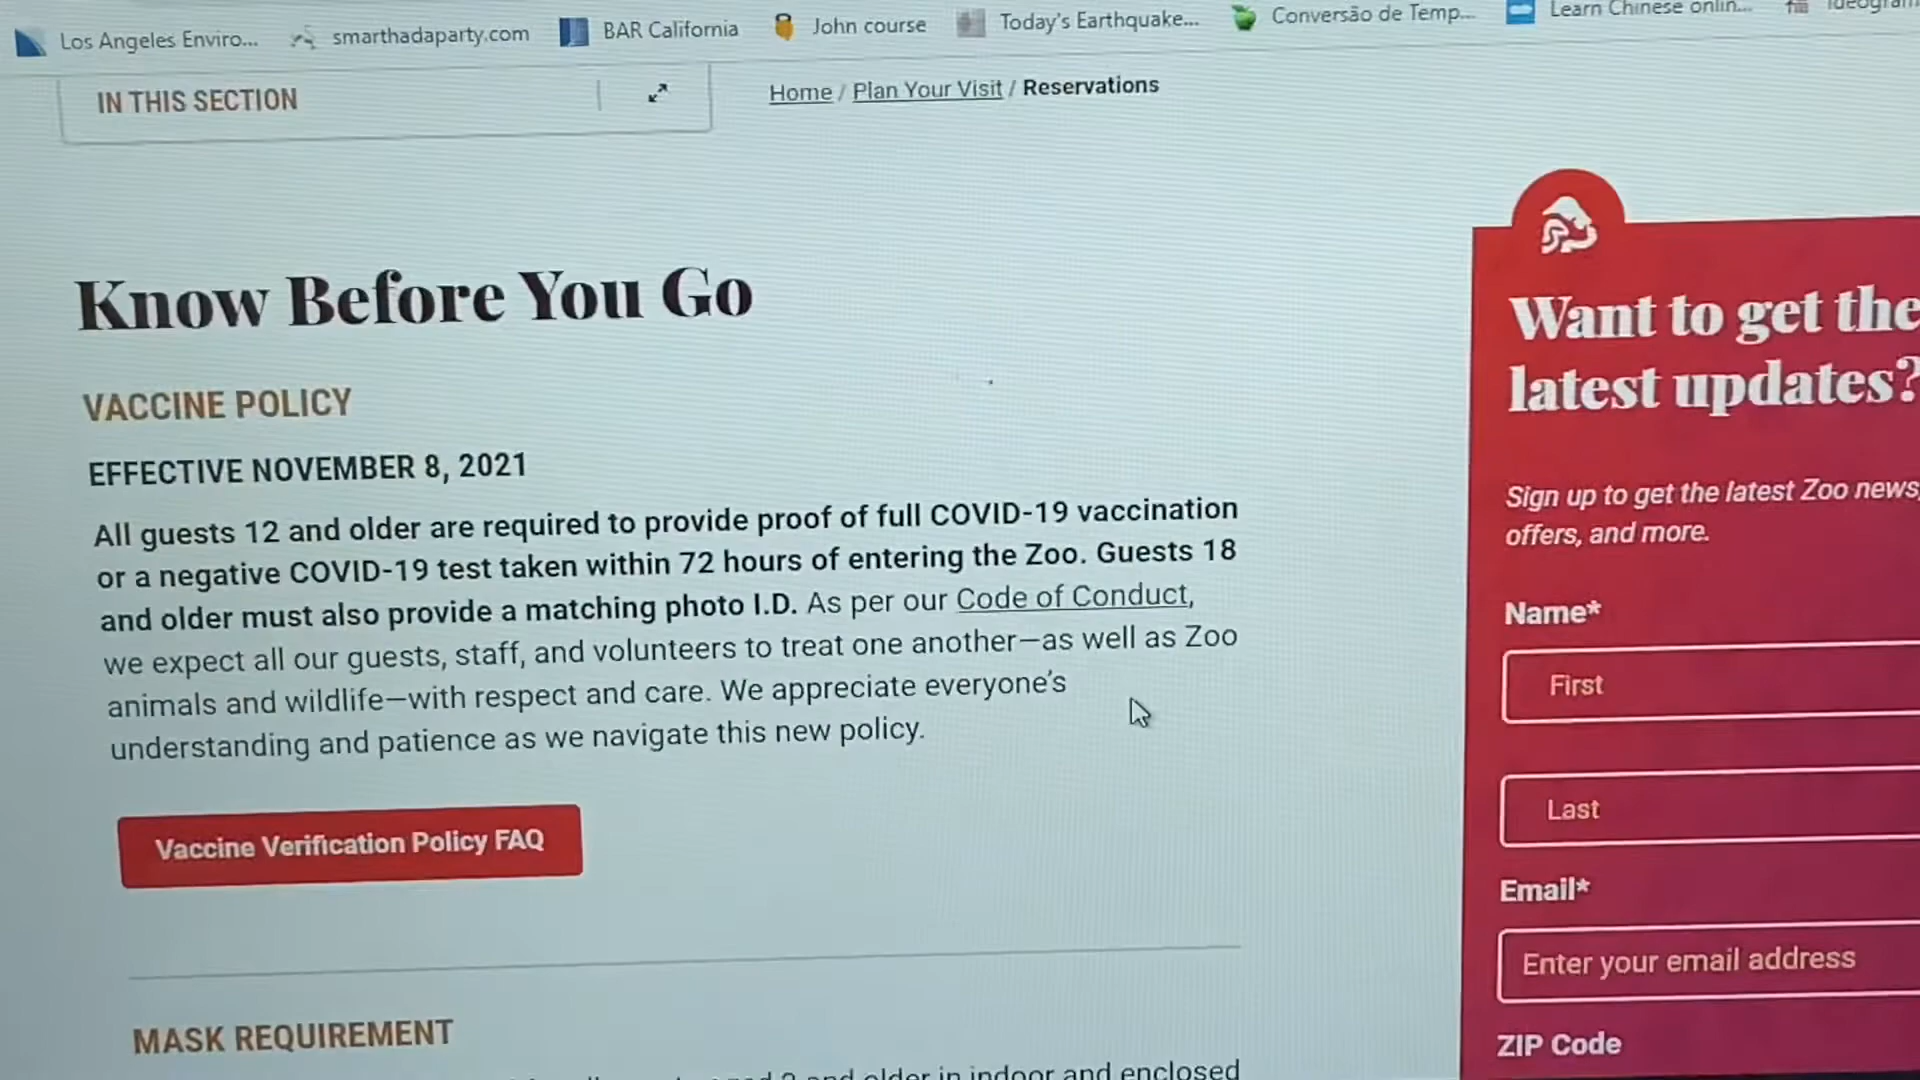 Los Angeles Enviro...
smarthadaparty.com
BAR California
John course
Today's Earthquake...
Conversão de Temp...
Learn Chinese onlin...
IN THIS SECTION
Home / Plan Your Visit / Reservations
Know Before You Go
VACCINE POLICY
EFFECTIVE NOVEMBER 8, 2021
All guests 12 and older are required to provide proof of full COVID-19 vaccination
or a negative COVID-19 test taken within 72 hours of entering the Zoo. Guests 18
and older must also provide a matching photo I.D. As per our Code of Conduct,
we expect all our guests, staff, and volunteers to treat one another—as well as Zoo
animals and wildlife—with respect and care. We appreciate everyone's
understanding and patience as we navigate this new policy.
Vaccine Verification Policy FAQ
MASK REQUIREMENT
and older in indoor and enclosed
Want to get the
latest updates?
Sign up to get the latest Zoo news,
offers, and more.
Name*
First
Last
Email*
Enter your email address
ZIP Code